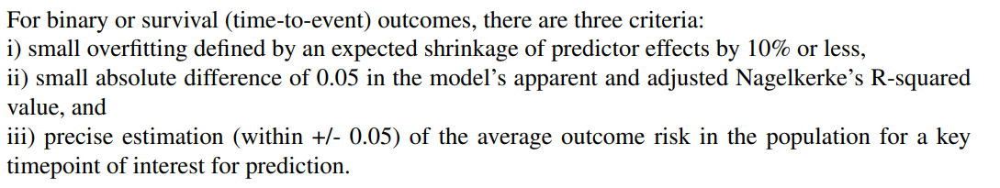 For binary or survival (time-to-event) outcomes, there are three criteria:
i) small overfitting defined by an expected shrinkage of predictor effects by 10% or less,
ii) small absolute difference of 0.05 in the model's apparent and adjusted Nagelkerke's R-squared
value, and
iii) precise estimation (within +/- 0.05) of the average outcome risk in the population for a key
timepoint of interest for prediction.